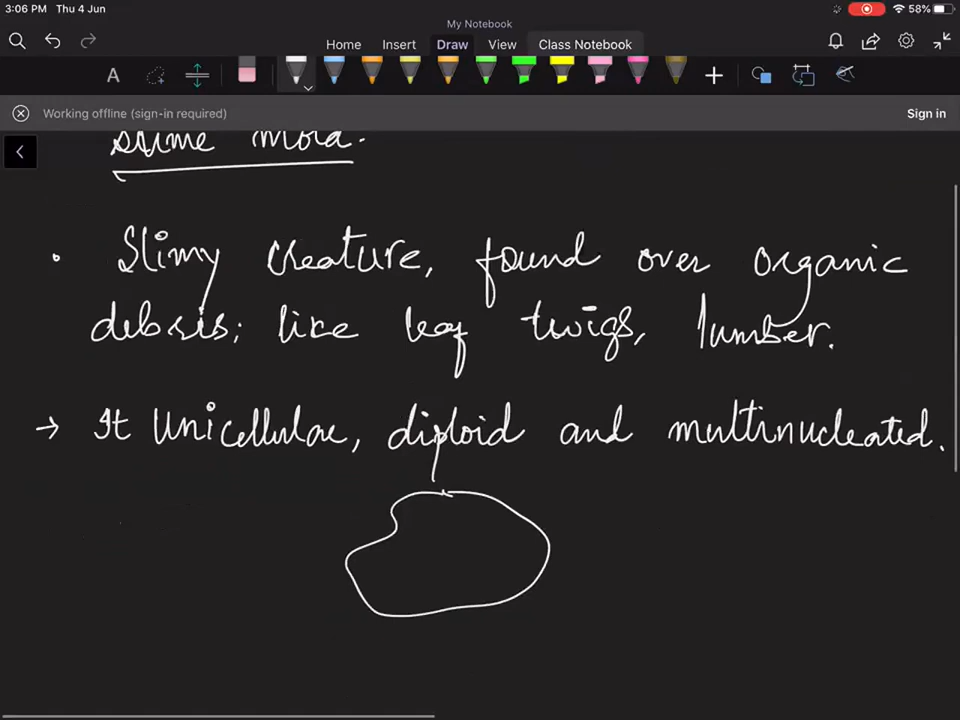 3:06 PM Thu 4 Jun
58%
My Notebook
Home Insert Draw View Class Notebook
A
Working offline (sign-in required) Sign in
Slime Mold.
• Slimy creature, found over organic
debris; like leaf twigs, lumber.
→ It Unicellular, diploid and multinucleated.